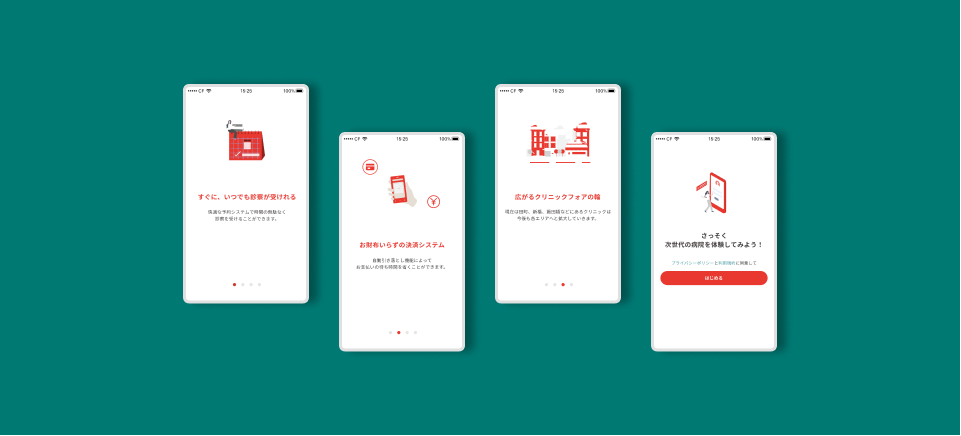 CF 19:25 100%
すぐに、いつでも診察が受けれる
快適な予約システムで時間の無駄なく
診察を受けることができます。
CF 19:25 100%
お財布いらずの決済システム
自動引き落とし機能によって
お支払いの待ち時間を省くことができます。
CF 19:25 100%
広がるクリニックフォアの輪
現在は田町、新橋、飯田橋などにあるクリニックは
今後も各エリアへと拡大していきます。
CF 19:25 100%
さっそく
次世代の病院を体験してみよう！
プライバシーポリシーと利用規約に同意して
はじめる